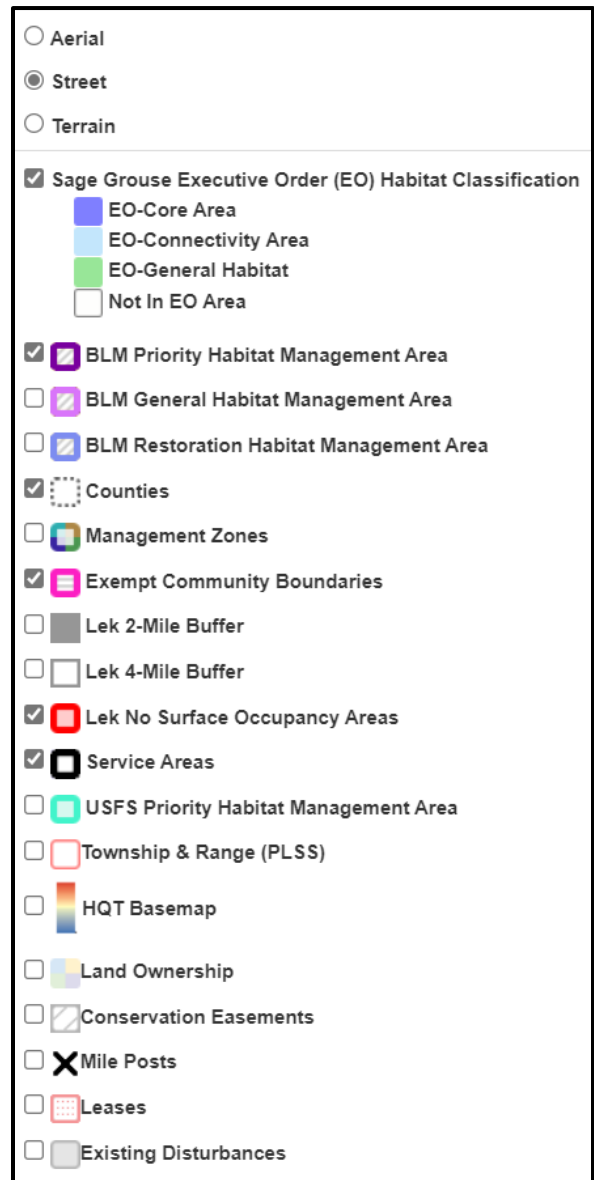 Aerial
Street
Terrain
Sage Grouse Executive Order (EO) Habitat Classification
EO-Core Area
EO-Connectivity Area
EO-General Habitat
Not In EO Area
BLM Priority Habitat Management Area
BLM General Habitat Management Area
BLM Restoration Habitat Management Area
Counties
Management Zones
Exempt Community Boundaries
Lek 2-Mile Buffer
Lek 4-Mile Buffer
Lek No Surface Occupancy Areas
Service Areas
USFS Priority Habitat Management Area
Township & Range (PLSS)
HQT Basemap
Land Ownership
Conservation Easements
Mile Posts
Leases
Existing Disturbances